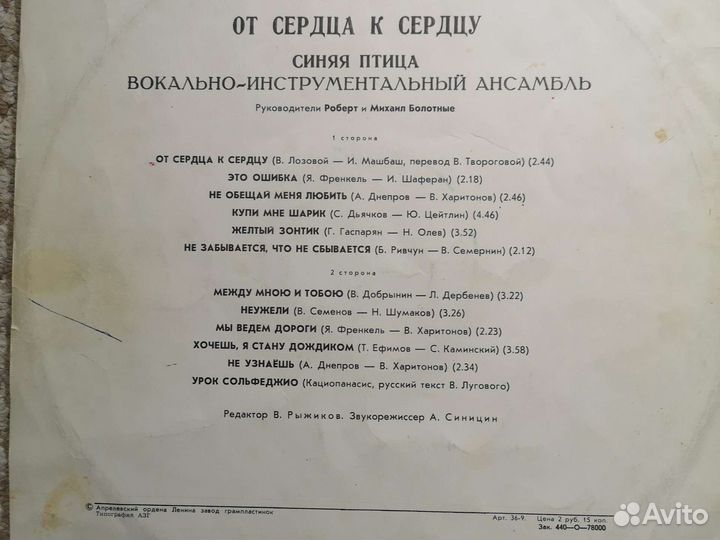 ОТ СЕРДЦА К СЕРДЦУ
СИНЯЯ ПТИЦА
ВОКАЛЬНО-ИНСТРУМЕНТАЛЬНЫЙ АНСАМБЛЬ
Руководители Роберт и Михаил Болотные
1 сторона
ОТ СЕРДЦА К СЕРДЦУ (В. Лозовой — И. Машбаш, перевод В. Твороговой) (2.44)
ЭТО ОШИБКА (Я. Френкель — И. Шаферан) (2.18)
НЕ ОБЕЩАЙ МЕНЯ ЛЮБИТЬ (А. Днепров — В. Харитонов) (2.46)
КУПИ МНЕ ШАРИК (С. Дьячков — Ю. Цейтлин) (4.46)
ЖЕЛТЫЙ ЗОНТИК (Г. Гаспарян — Н. Олев) (3.52)
НЕ ЗАБЫВАЕТСЯ, ЧТО НЕ СБЫВАЕТСЯ (Б. Ривчун — В. Семернин) (2.12)
2 сторона
МЕЖДУ МНОЮ И ТОБОЮ (В. Добрынин — Л. Дербенев) (3.22)
НЕУЖЕЛИ (В. Семенов — Н. Шумаков) (3.26)
МЫ ВЕДЕМ ДОРОГИ (Я. Френкель — В. Харитонов) (2.23)
ХОЧЕШЬ, Я СТАНУ ДОЖДИКОМ (Т. Ефимов — С. Каминский) (3.58)
НЕ УЗНАЕШЬ (А. Днепров — В. Харитонов) (2.34)
УРОК СОЛЬФЕДЖИО (Кациопанасис, русский текст В. Лугового)
Редактор В. Рыжиков. Звукорежиссер А. Синицин
© Апрелевский ордена Ленина завод грампластинок
Типография АЗГ
Арт. 36-9. Цена 2 руб. 15 коп.
Зак. 440—О—78000
Avito